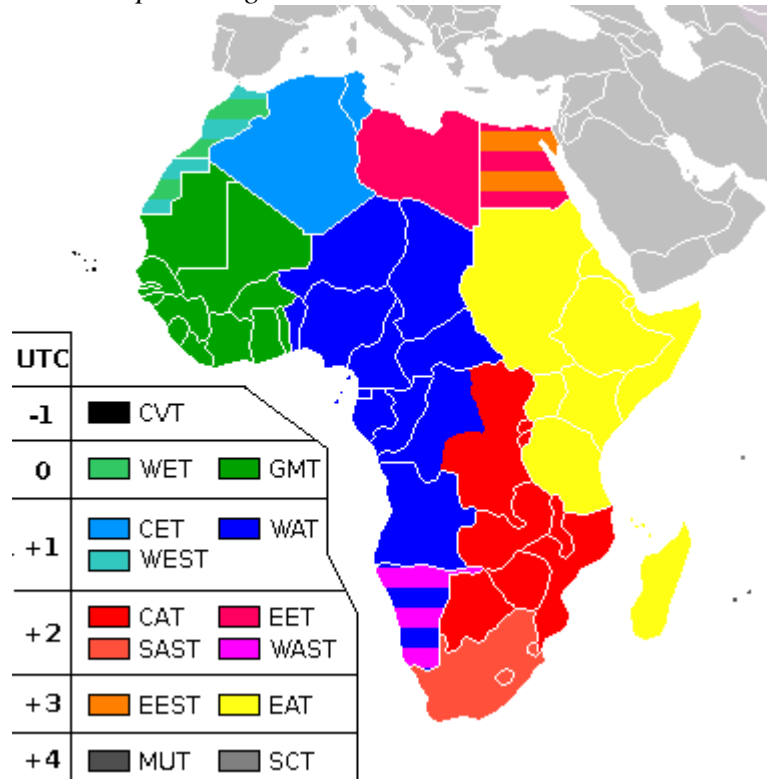 UTC
-1 CVT
0 WET GMT
+1 CET WAT
WEST
+2 CAT EET
SAST WAST
+3 EEST EAT
+4 MUT SCT